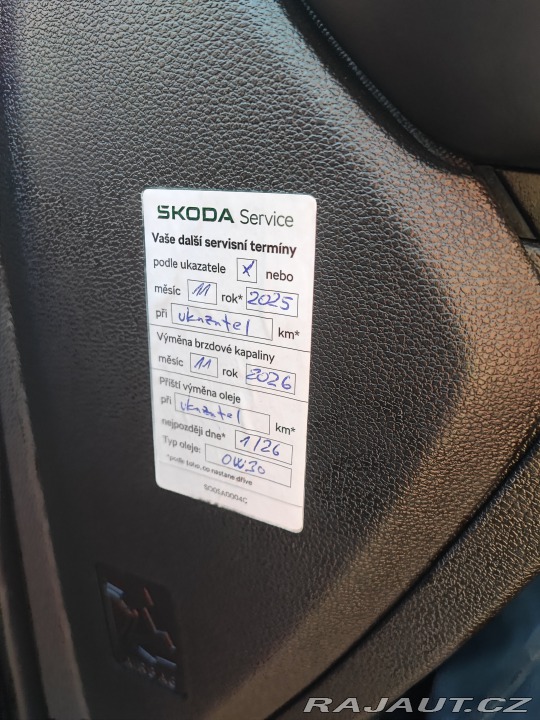 ŠKODA Service
Vaše další servisní termíny
podle ukazatele X nebo
měsíc 11 rok* 2025
při ukazatel km*
Výměna brzdové kapaliny
měsíc 11 rok 2026
Příští výměna oleje
při ukazatel km*
nejpozději dne* 1/26
Typ oleje: 0W30
*podle toho, co nastane dříve
S00SA0004G
RAJAUT.CZ